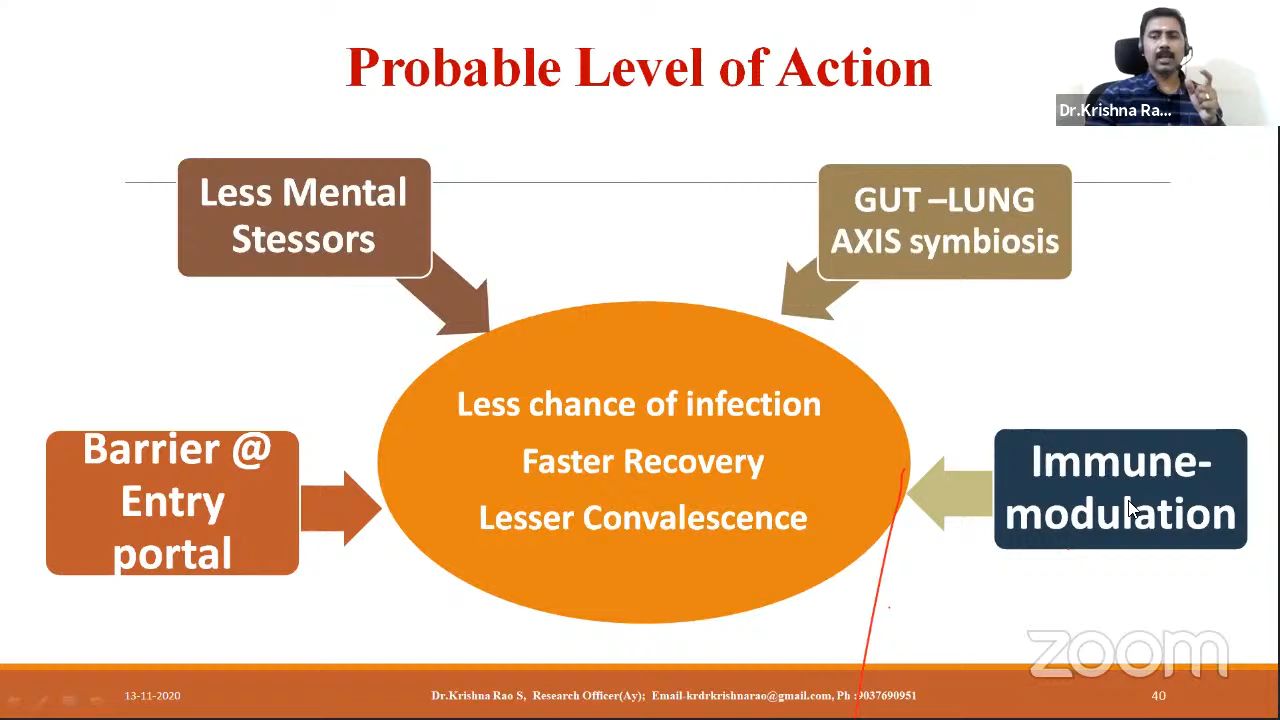 Probable Level of Action
Dr.Krishna Ra...
Less Mental
Stessors
GUT –LUNG
AXIS symbiosis
Less chance of infection
Faster Recovery
Lesser Convalescence
Barrier @
Entry
portal
Immune-
modulation
zoom
13-11-2020
Dr.Krishna Rao S, Research Officer(Ay); Email-krdrkrishnarao@gmail.com, Ph :9037690951
40